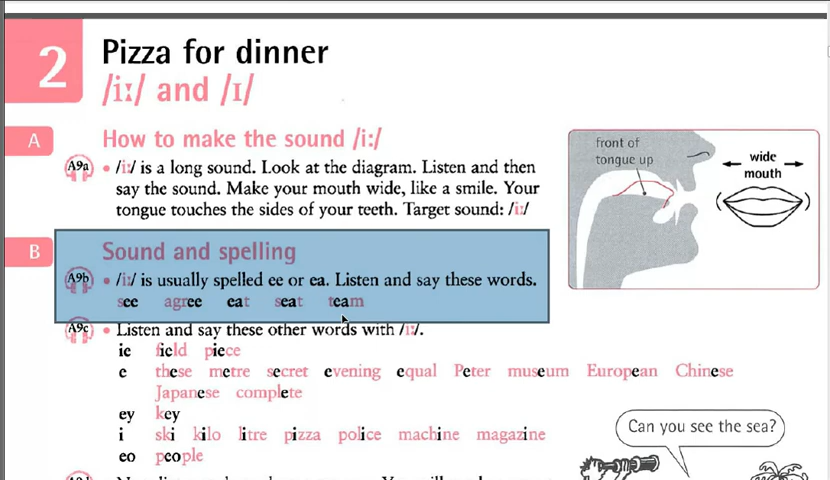 2
Pizza for dinner
/iː/ and /ɪ/
A
How to make the sound /i:/
A9a • /iː/ is a long sound. Look at the diagram. Listen and then
say the sound. Make your mouth wide, like a smile. Your
tongue touches the sides of your teeth. Target sound: /iː/
front of
tongue up
wide
mouth
B
Sound and spelling
A9b • /iː/ is usually spelled ee or ea. Listen and say these words.
see agree eat seat team
A9c • Listen and say these other words with /iː/.
ie field piece
e these metre secret evening equal Peter museum European Chinese
Japanese complete
ey key
i ski kilo litre pizza police machine magazine
eo people
Can you see the sea?